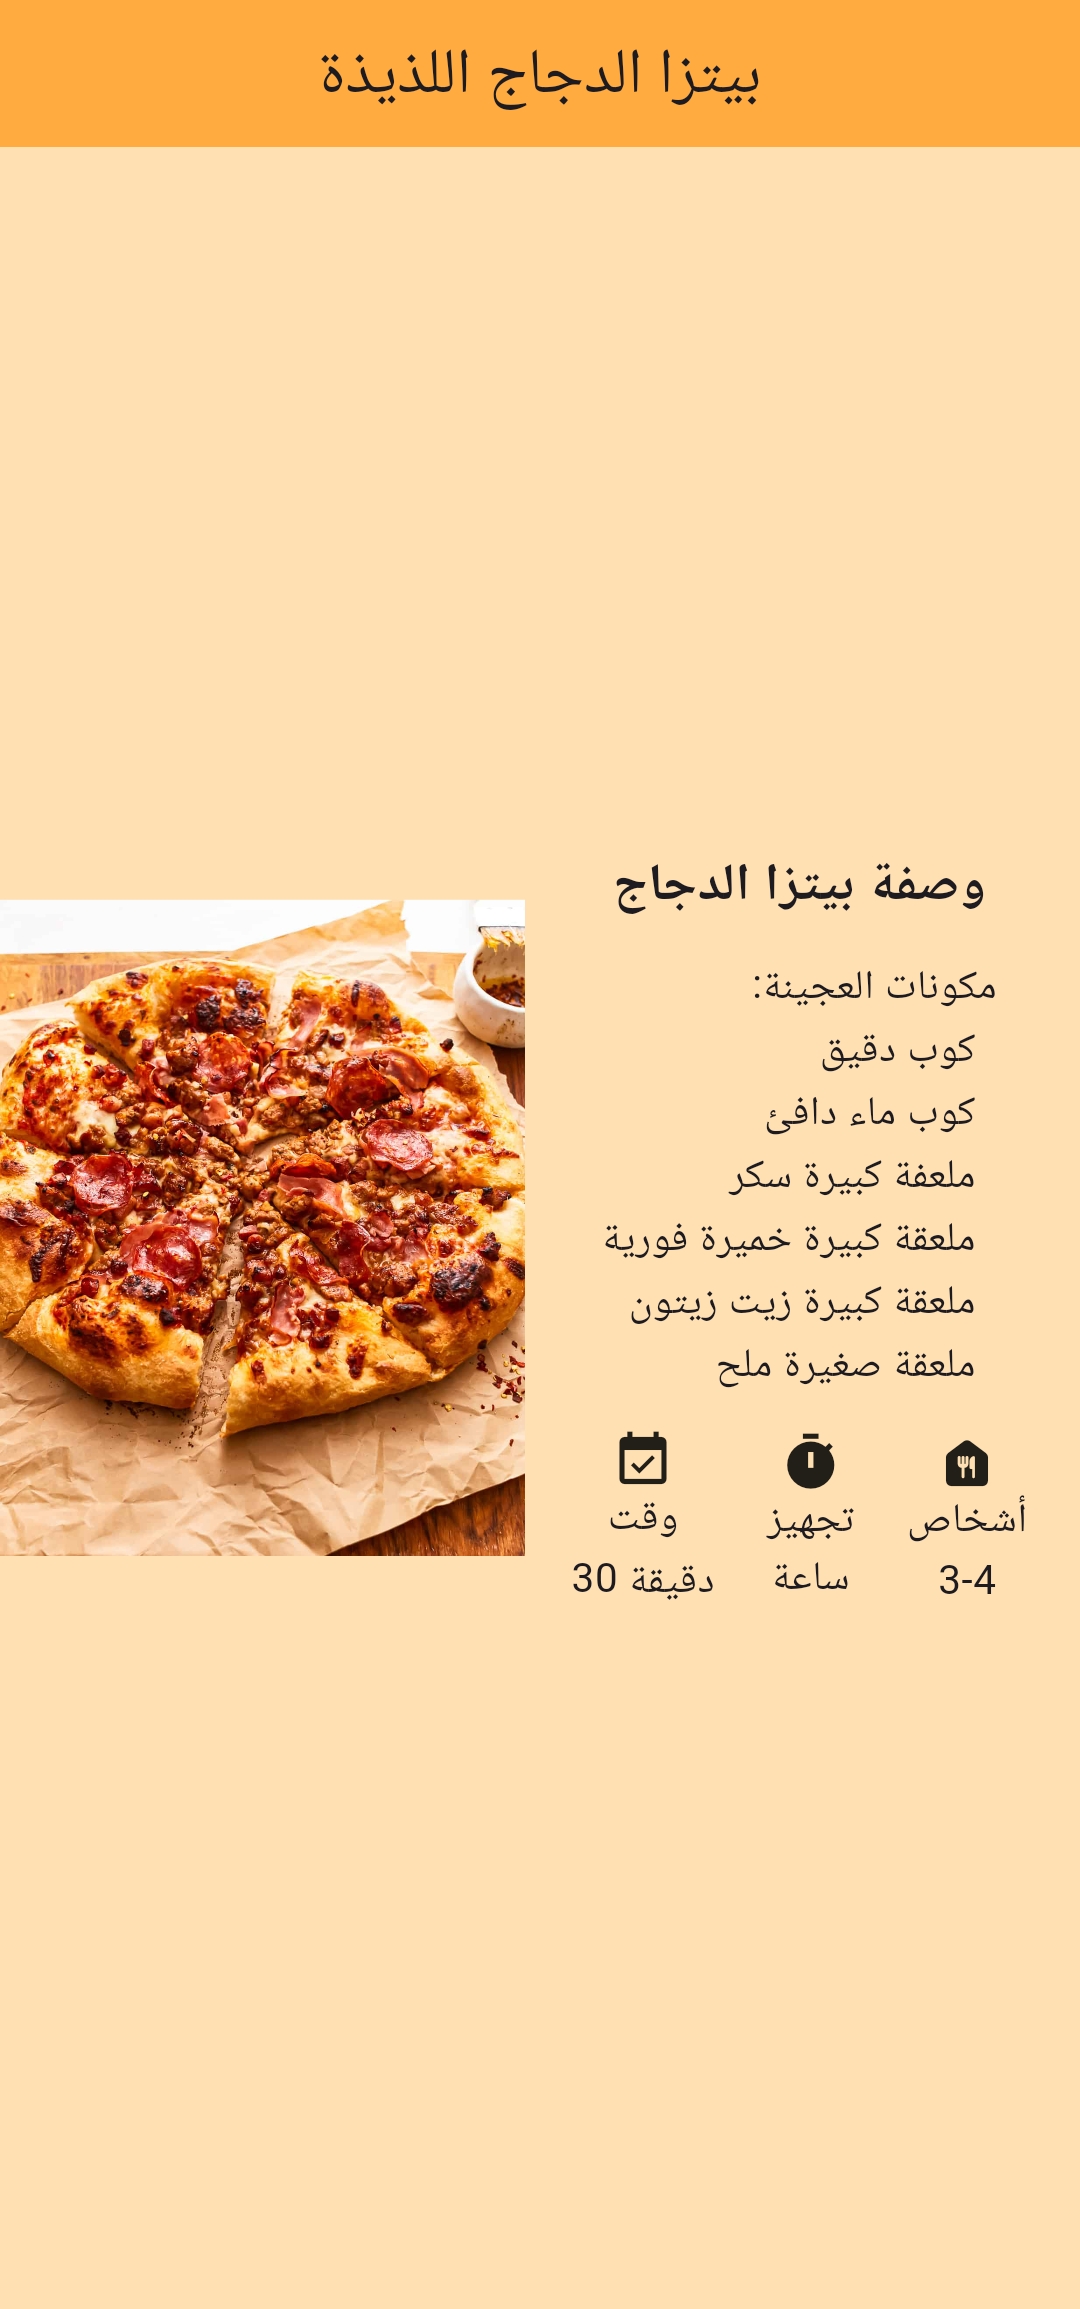 بيتزا الدجاج اللذيذة
وصفة بيتزا الدجاج
مكونات العجينة:
كوب دقيق
كوب ماء دافئ
ملعفة كبيرة سكر
ملعقة كبيرة خميرة فورية
ملعقة كبيرة زيت زيتون
ملعقة صغيرة ملح
أشخاص تجهيز وقت
3-4 ساعة 30 دقيقة